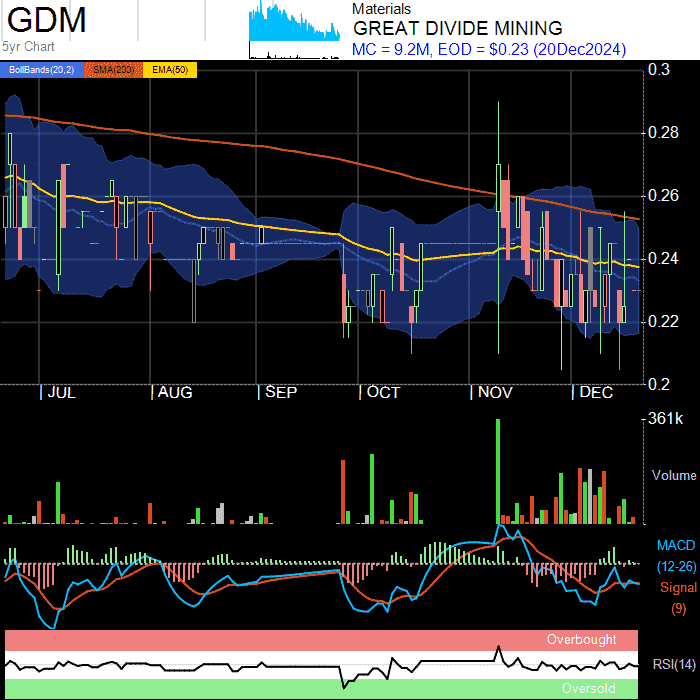 GDM
5yr Chart
Materials
GREAT DIVIDE MINING
MC = 9.2M, EOD = $0.23 (20Dec2024)
BollBands(20,2) SMA(200) EMA(50)
0.3
0.28
0.26
0.24
0.22
0.2
JUL AUG SEP OCT NOV DEC
361k
Volume
MACD
(12-26)
Signal
(9)
Overbought
RSI(14)
Oversold